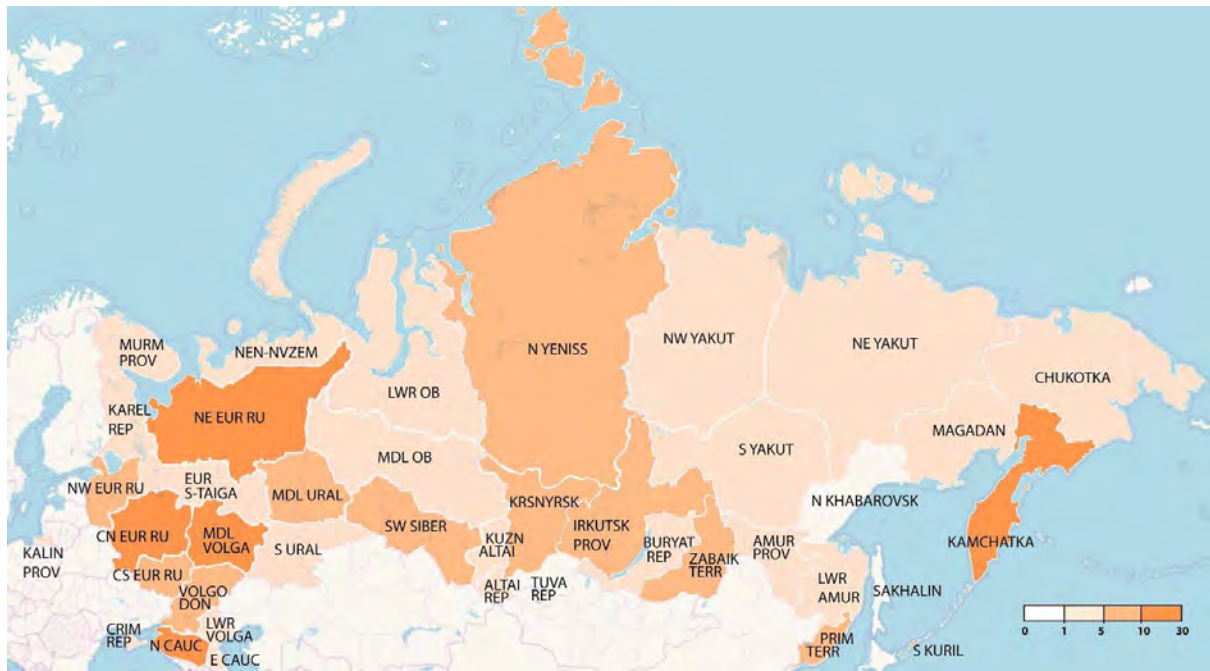 MURM
PROV
NEN-NVZEM
N YENISS
NW YAKUT
NE YAKUT
CHUKOTKA
KAREL
REP
NE EUR RU
LWR OB
MAGADAN
S YAKUT
MDL OB
NW EUR RU
EUR
S-TAIGA
MDL URAL
KRSNYRSK
N KHABAROVSK
SW SIBER
IRKUTSK
PROV
CN EUR RU
MDL
VOLGA
S URAL
KUZN
ALTAI
BURYAT
REP
ZABAIK
TERR
AMUR
PROV
KAMCHATKA
KALIN
PROV
CS EUR RU
VOLGO
DON
ALTAI
REP
TUVA
REP
LWR
AMUR
SAKHALIN
CRIM
REP
N CAUC
LWR
VOLGA
E CAUC
PRIM
TERR
S KURIL
0 1 5 10 30